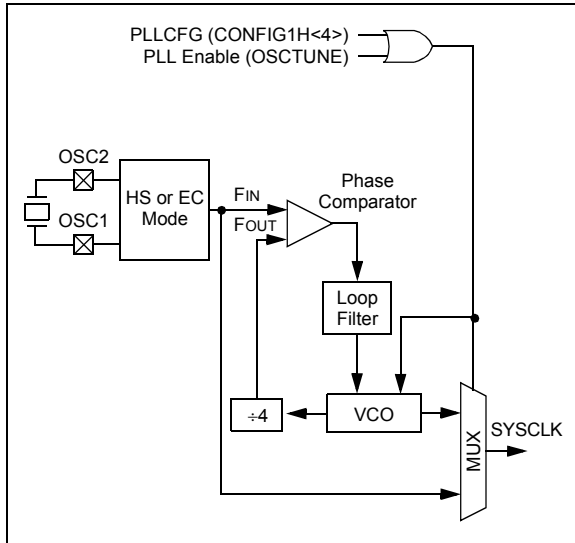 PLLCFG (CONFIG1H<4>)
PLL Enable (OSCTUNE)
OSC2
OSC1
HS or EC
Mode
FIN
FOUT
Phase
Comparator
Loop
Filter
÷4
VCO
MUX
SYSCLK